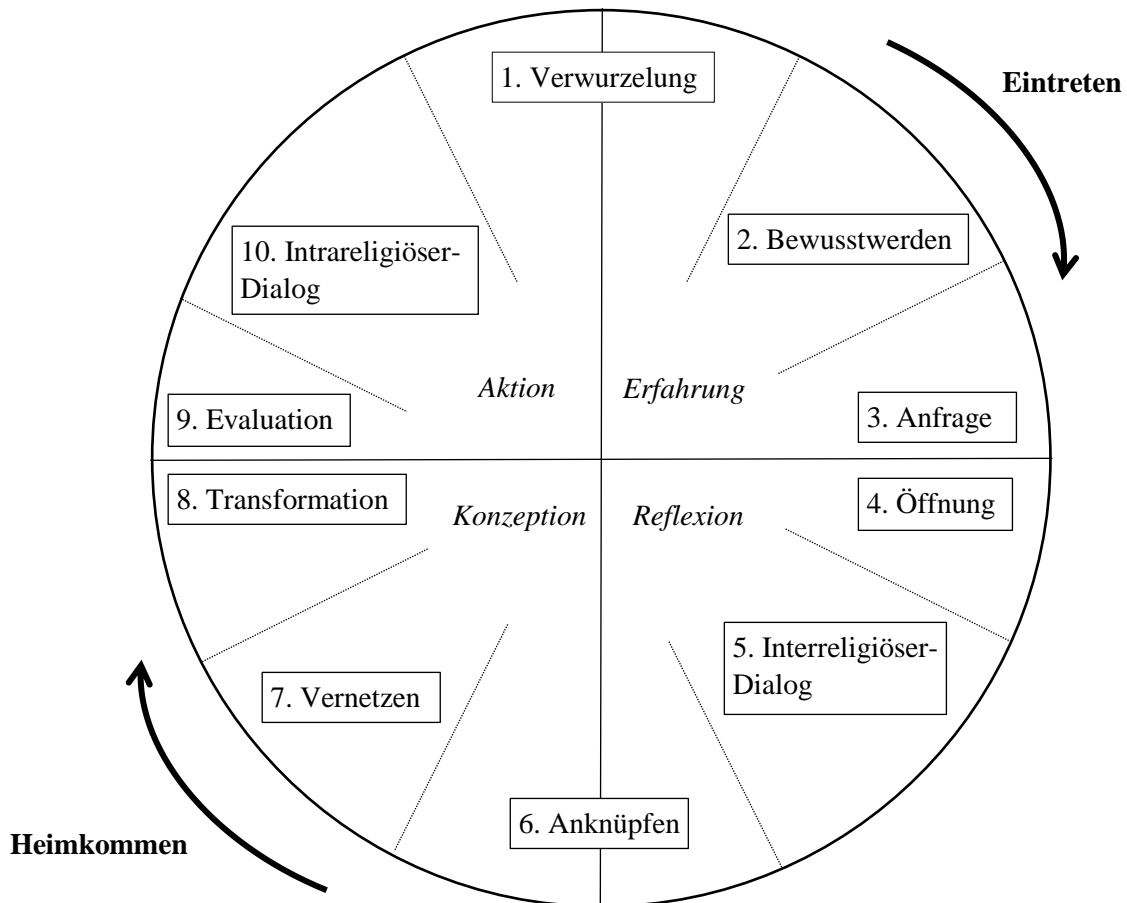 1. Verwurzelung
Eintreten
2. Bewusstwerden
10. Intrareligiöser-
Dialog
Aktion
Erfahrung
9. Evaluation
3. Anfrage
8. Transformation
Konzeption
Reflexion
4. Öffnung
5. Interreligiöser-
Dialog
7. Vernetzen
6. Anknüpfen
Heimkommen